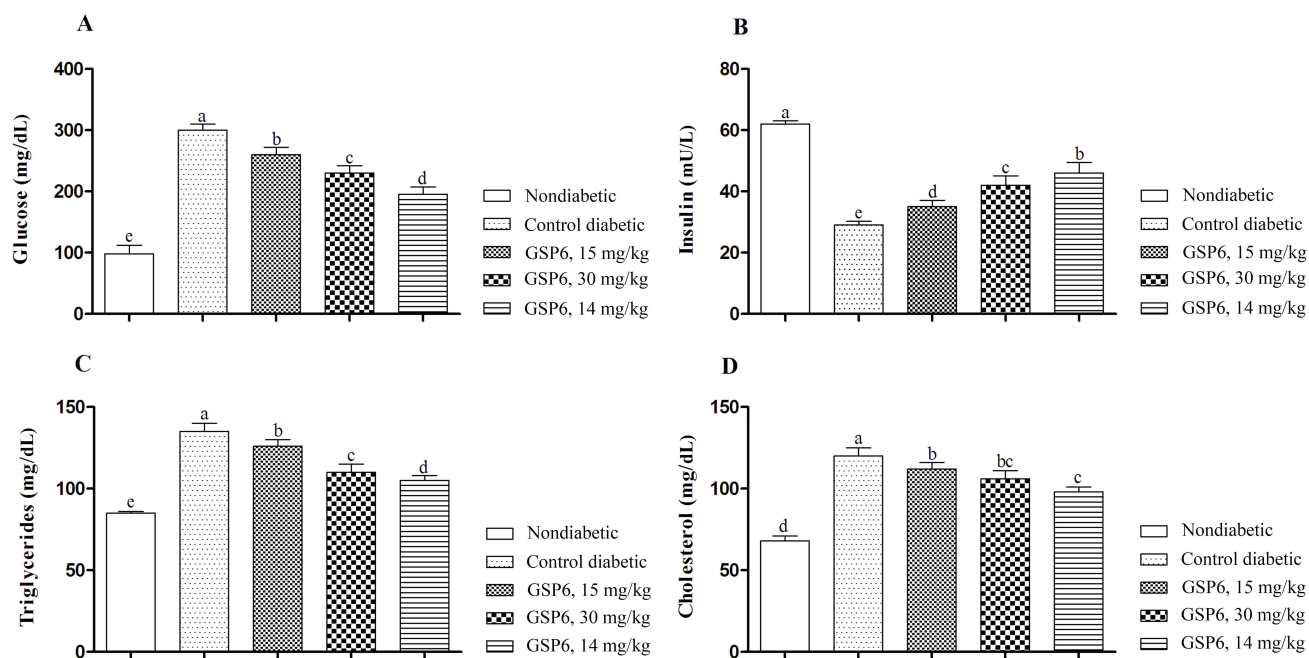 A
Glucose (mg/dL)
400
300
200
100
0
e
a
b
c
d
Nondiabetic
Control diabetic
GSP6, 15 mg/kg
GSP6, 30 mg/kg
GSP6, 14 mg/kg
B
Insulin (mU/L)
80
60
40
20
0
a
e
d
c
b
Nondiabetic
Control diabetic
GSP6, 15 mg/kg
GSP6, 30 mg/kg
GSP6, 14 mg/kg
C
Triglycerides (mg/dL)
150
100
50
0
e
a
b
c
d
Nondiabetic
Control diabetic
GSP6, 15 mg/kg
GSP6, 30 mg/kg
GSP6, 14 mg/kg
D
Cholesterol (mg/dL)
150
100
50
0
d
a
b
bc
c
Nondiabetic
Control diabetic
GSP6, 15 mg/kg
GSP6, 30 mg/kg
GSP6, 14 mg/kg